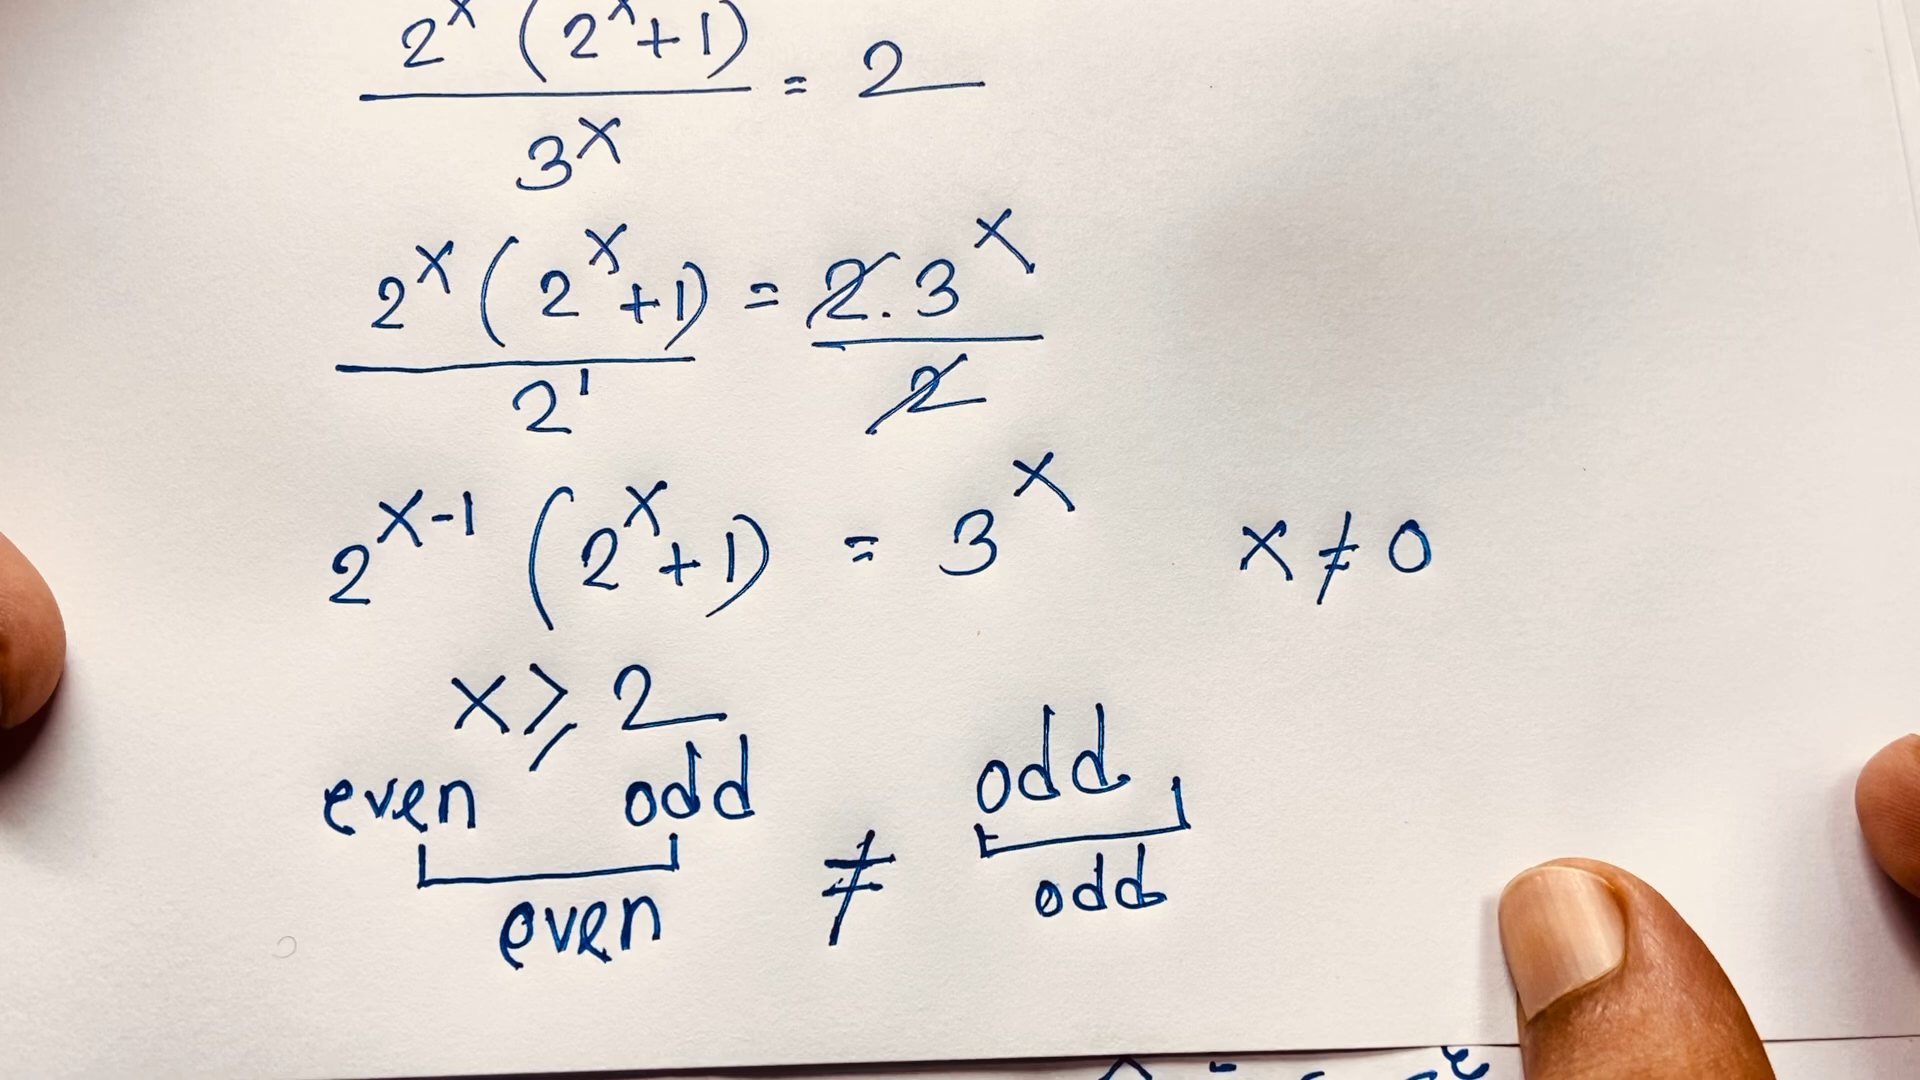 2^x (2^x + 1) / 3^x = 2
2^x (2^x + 1) / 2^1 = 2 . 3^x / 2
2^(x-1) (2^x + 1) = 3^x x ≠ 0
x ⩾ 2
even odd odd
even ≠ odd